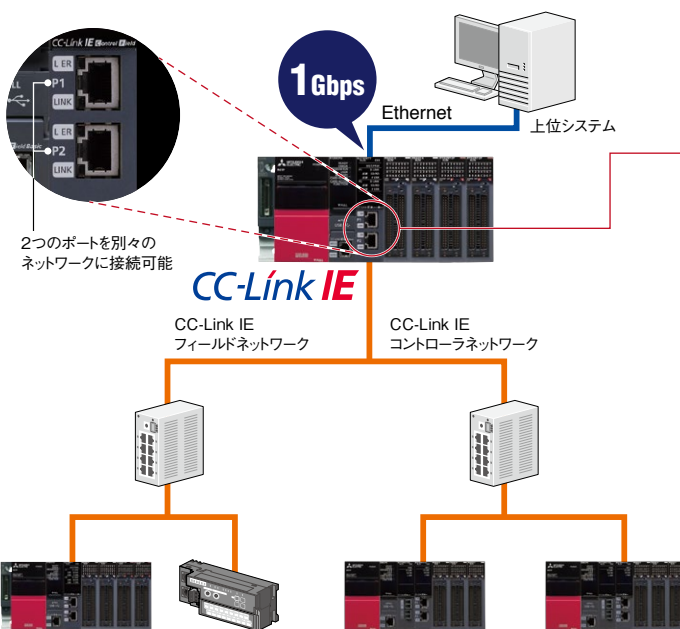 CC-Link IE Control Field
L ER
P1
LINK
L ER
P2
LINK
2つのポートを別々の
ネットワークに接続可能
1Gbps
Ethernet
上位システム
CC-Link IE
CC-Link IE
フィールドネットワーク
CC-Link IE
コントローラネットワーク